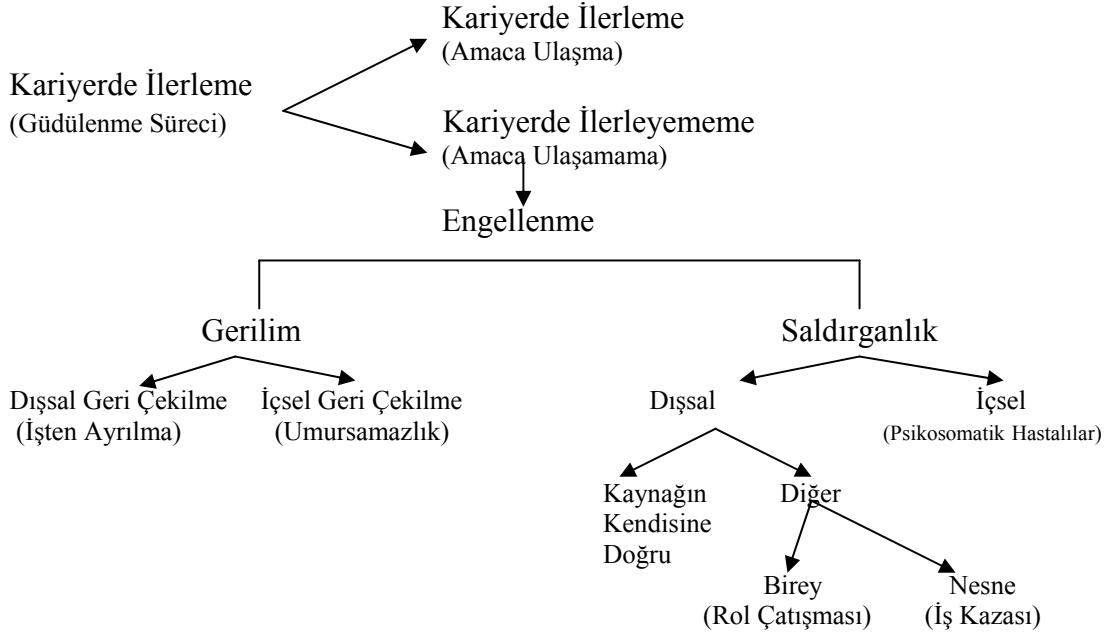 Kariyerde İlerleme
(Amaca Ulaşma)
Kariyerde İlerleme
(Güdülenme Süreci)
Kariyerde İlerleyememe
(Amaca Ulaşamama)
Engellenme
Gerilim
Saldırganlık
Dışsal Geri Çekilme
(İşten Ayrılma)
İçsel Geri Çekilme
(Umursamazlık)
Dışsal
İçsel
(Psikosomatik Hastalılar)
Kaynağın
Kendisine
Doğru
Diğer
Birey
(Rol Çatışması)
Nesne
(İş Kazası)